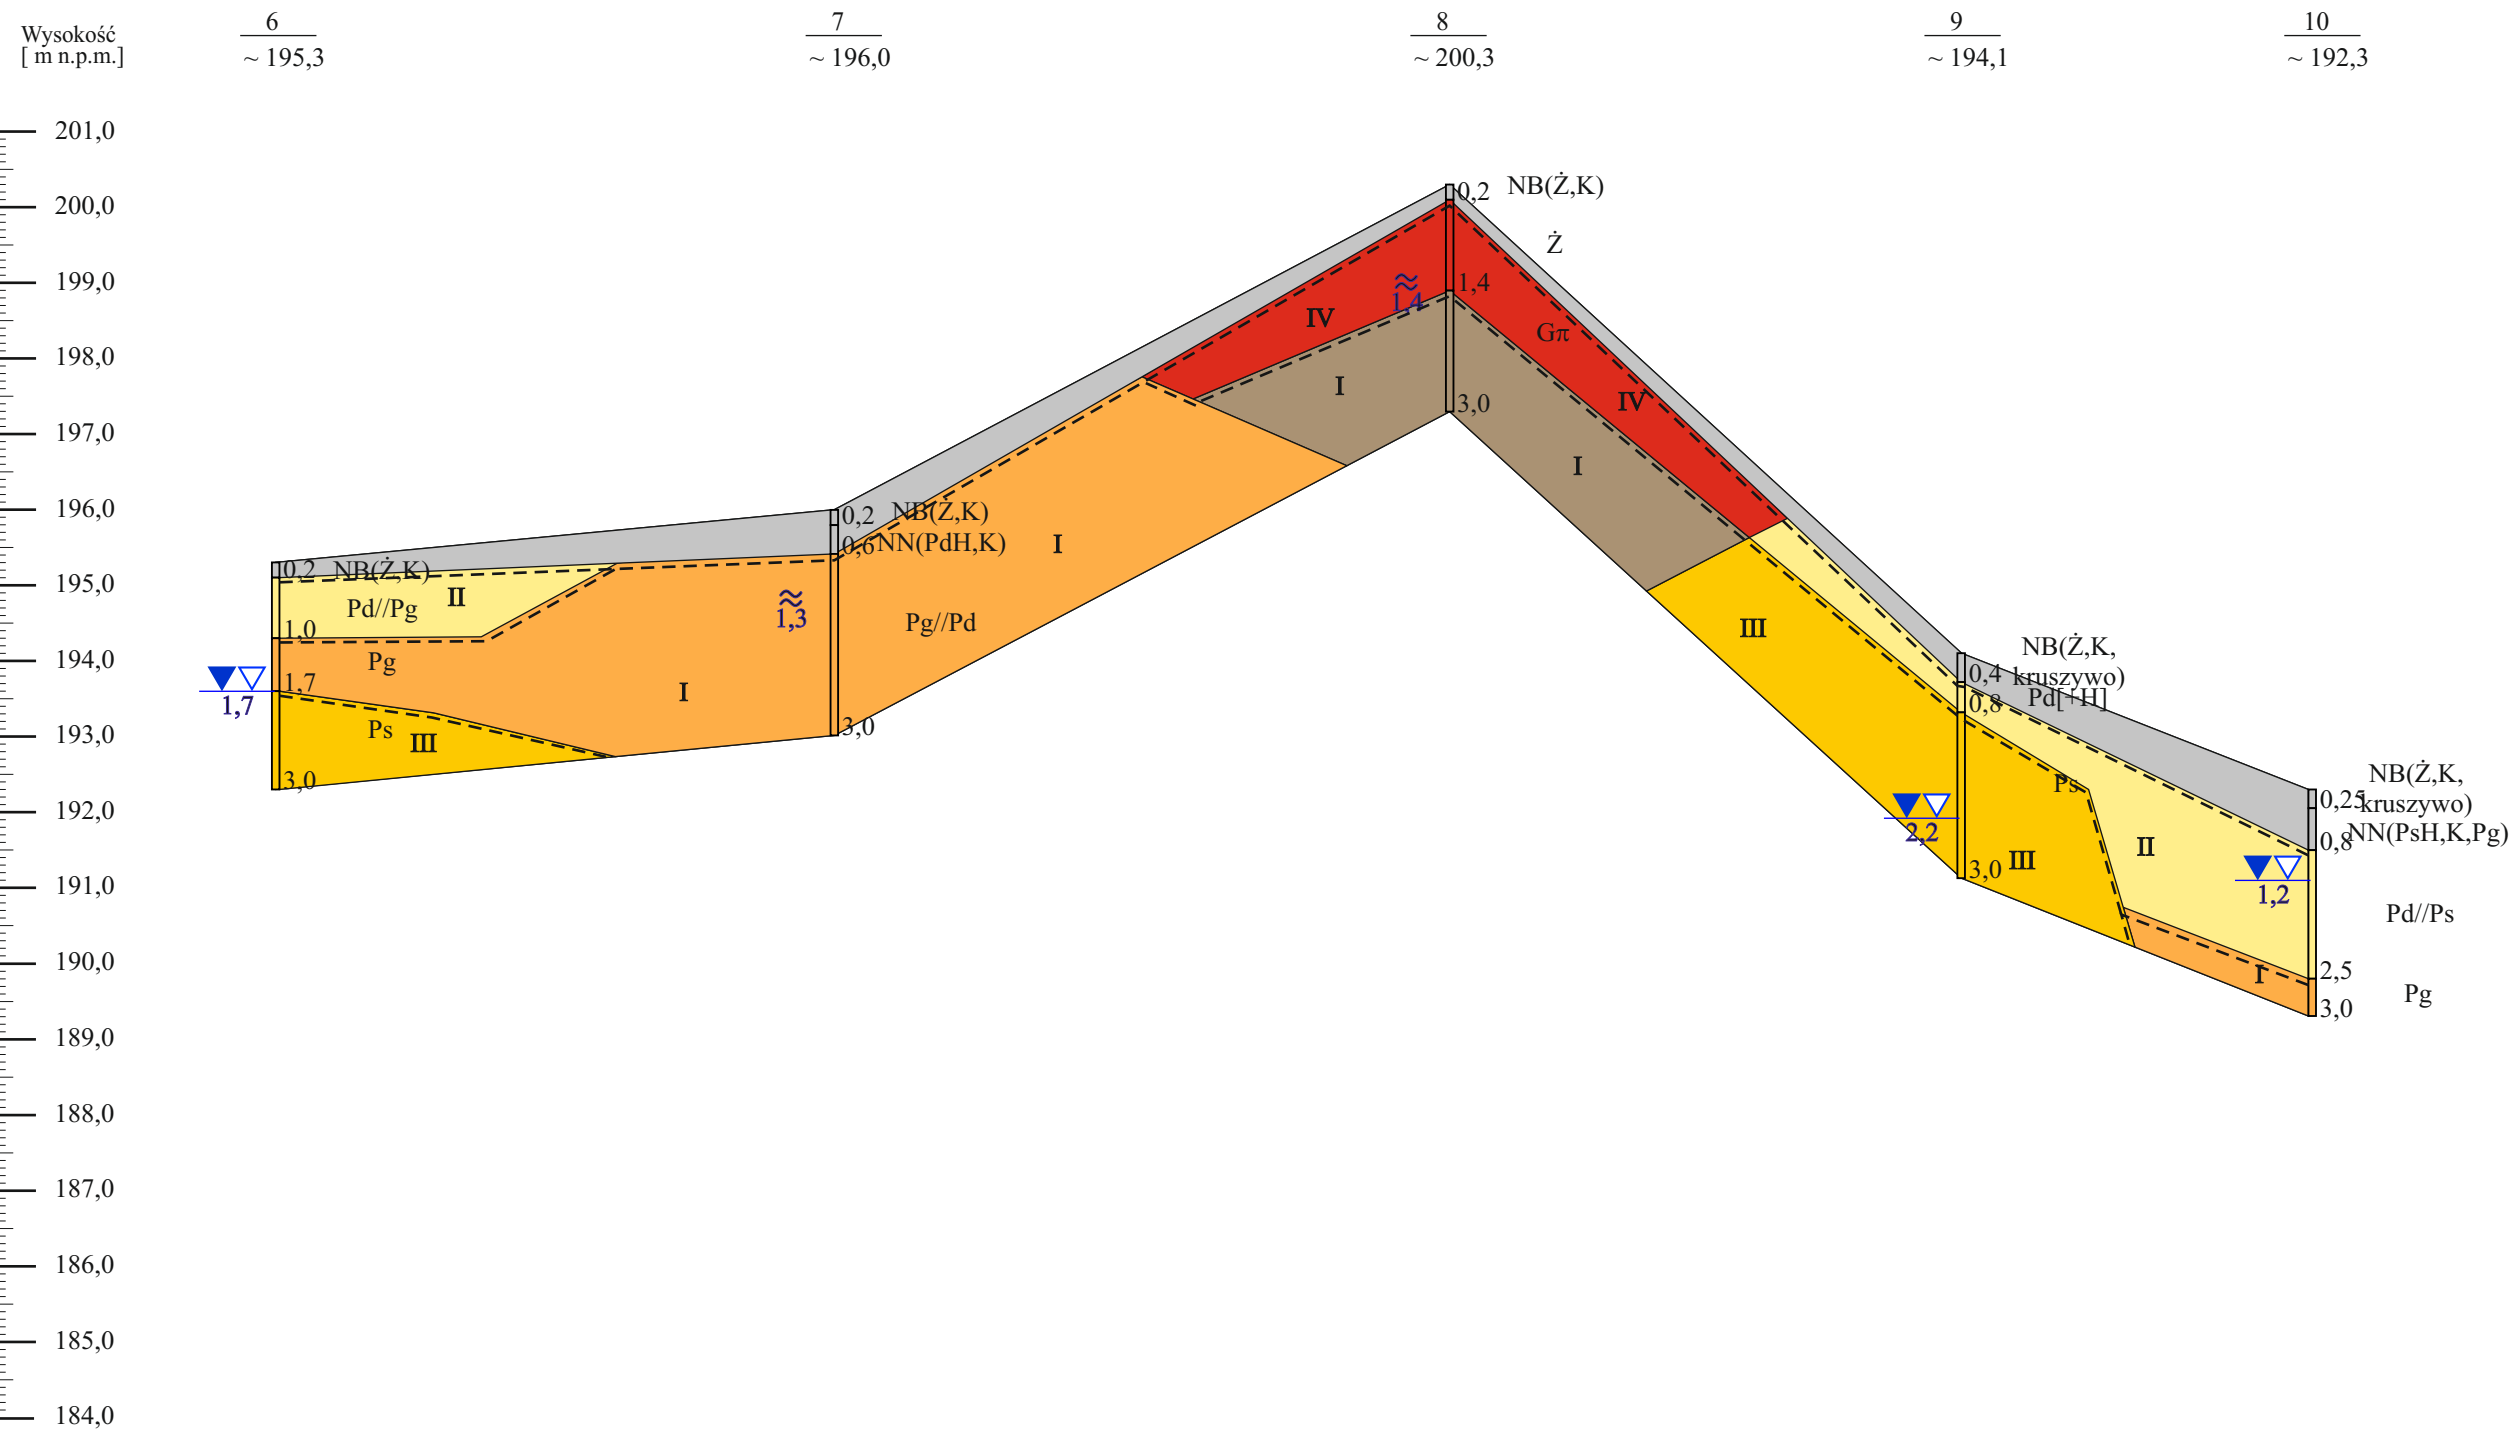 Wysokość
[ m n.p.m.]
6
~ 195,3
7
~ 196,0
8
~ 200,3
9
~ 194,1
10
~ 192,3
201,0
200,0
199,0
198,0
197,0
196,0
195,0
194,0
193,0
192,0
191,0
190,0
189,0
188,0
187,0
186,0
185,0
184,0
0,2
NB(Ż,K)
Pd//Pg
II
1,0
Pg
1,7
1,7
Ps
III
3,0
I
0,2
NB(Ż,K)
0,6
NN(PdH,K)
I
≈
1,3
Pg//Pd
3,0
0,2
NB(Ż,K)
Ż
≈
1,4
1,4
IV
Gπ
I
3,0
IV
I
III
NB(Ż,K,
kruszywo)
0,4
Pd[+H]
0,8
Ps
2,2
3,0
III
II
NB(Ż,K,
kruszywo)
0,25
NN(PsH,K,Pg)
0,8
1,2
Pd//Ps
2,5
I
Pg
3,0